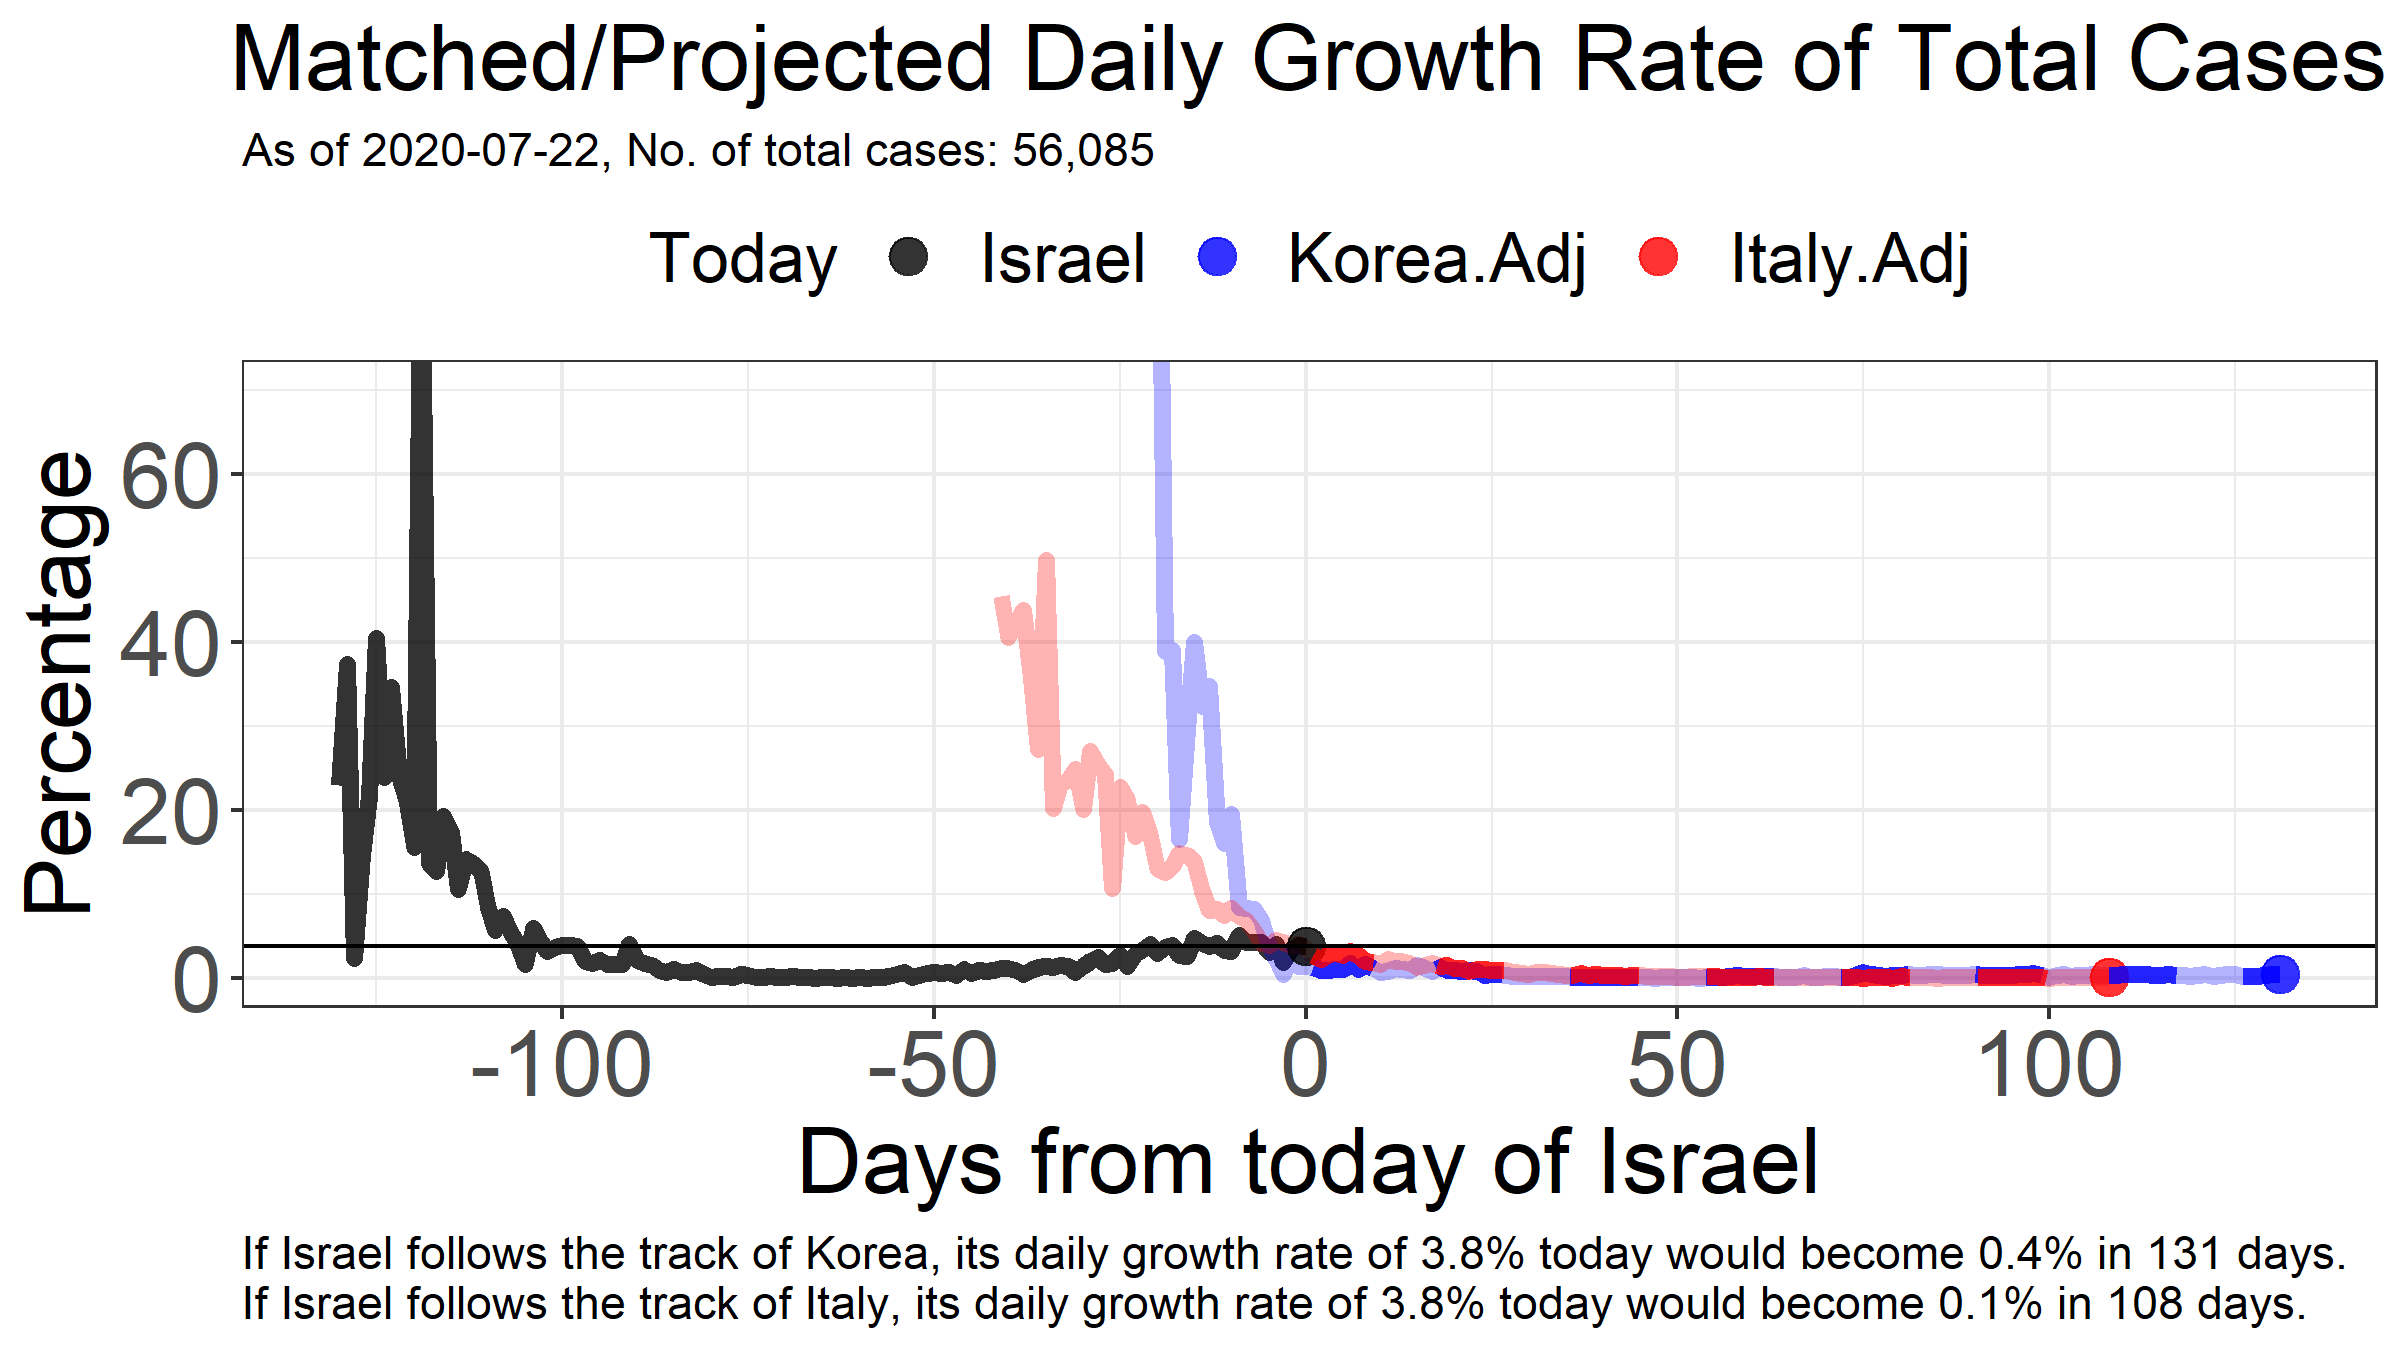 Matched/Projected Daily Growth Rate of Total Cases
As of 2020-07-22, No. of total cases: 56,085
Today Israel Korea.Adj Italy.Adj
Percentage
60
40
20
0
-100 -50 0 50 100
Days from today of Israel
If Israel follows the track of Korea, its daily growth rate of 3.8% today would become 0.4% in 131 days.
If Israel follows the track of Italy, its daily growth rate of 3.8% today would become 0.1% in 108 days.